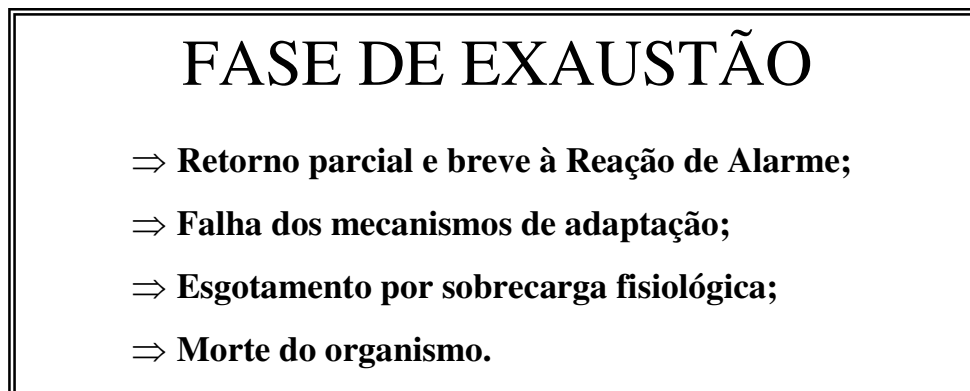 FASE DE EXAUSTÃO
⇒ Retorno parcial e breve à Reação de Alarme;
⇒ Falha dos mecanismos de adaptação;
⇒ Esgotamento por sobrecarga fisiológica;
⇒ Morte do organismo.